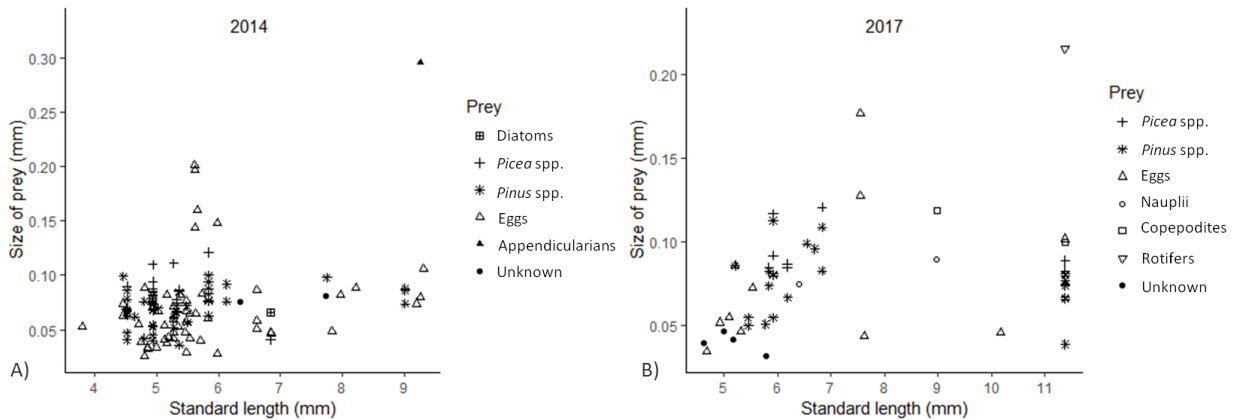 2014
Size of prey (mm)
0.30
0.25
0.20
0.15
0.10
0.05
4 5 6 7 8 9
Standard length (mm)
A)
Prey
Diatoms
Picea spp.
Pinus spp.
Eggs
Appendicularians
Unknown
2017
Size of prey (mm)
0.20
0.15
0.10
0.05
5 6 7 8 9 10 11
Standard length (mm)
B)
Prey
Picea spp.
Pinus spp.
Eggs
Nauplii
Copepodites
Rotifers
Unknown